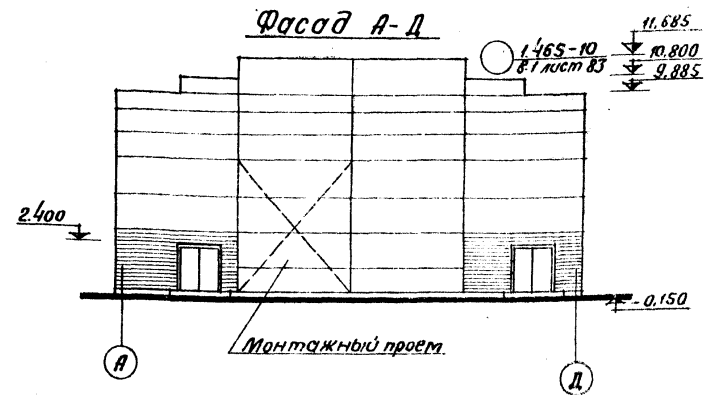 Фасад А-Д
11.685
1.465-10
10.800
в.1 лист 83
9.885
2.400
-0.150
Монтажный проем
А
Д